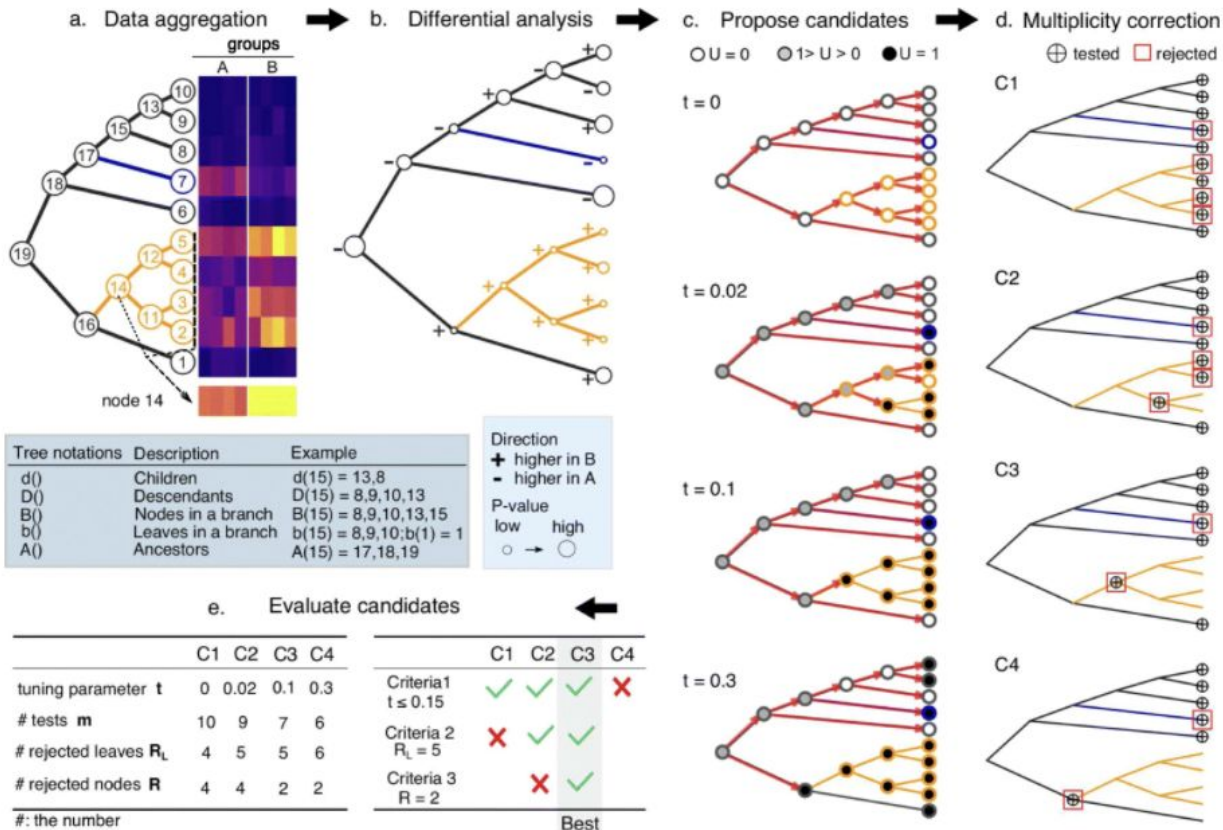 a. Data aggregation
groups
A B
10
13
9
15
8
17
7
18
6
5
12
4
19
14
3
11
2
16
1
node 14
b. Differential analysis
+
-
-
+
+
-
-
-
-
-
+
+
+
+
+
+
+
+
+
Tree notations Description Example
d() Children d(15) = 13,8
D() Descendants D(15) = 8,9,10,13
B() Nodes in a branch B(15) = 8,9,10,13,15
b() Leaves in a branch b(15) = 8,9,10;b(1) = 1
A() Ancestors A(15) = 17,18,19
Direction
+ higher in B
- higher in A
P-value
low high
c. Propose candidates
U = 0 1> U > 0 U = 1
t = 0
t = 0.02
t = 0.1
t = 0.3
d. Multiplicity correction
tested rejected
C1
C2
C3
C4
e. Evaluate candidates
C1 C2 C3 C4
tuning parameter t 0 0.02 0.1 0.3
# tests m 10 9 7 6
# rejected leaves RL 4 5 5 6
# rejected nodes R 4 4 2 2
#: the number
C1 C2 C3 C4
Criteria1
t ≤ 0.15
Criteria 2
RL = 5
Criteria 3
R = 2
Best